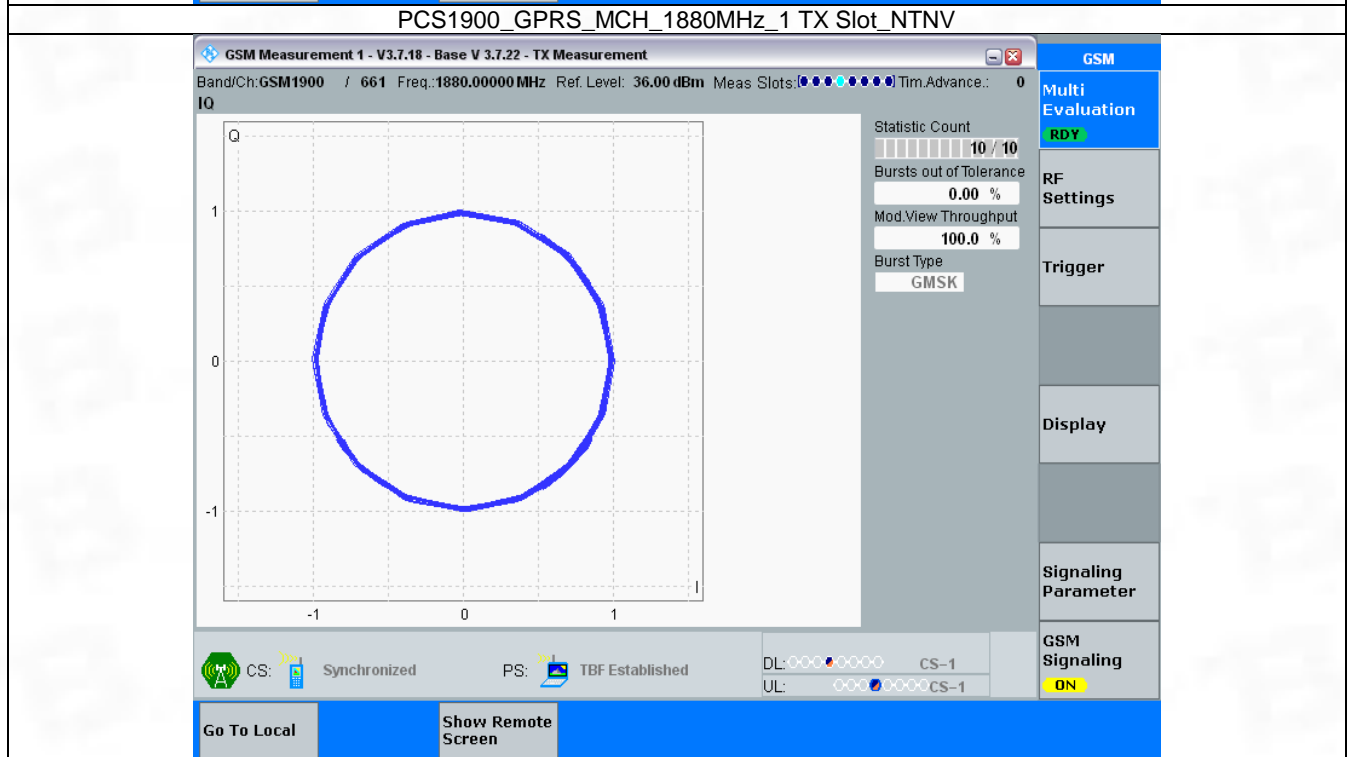 PCS1900_GPRS_MCH_1880MHz_1 TX Slot_NTNV
GSM Measurement 1 - V3.7.18 - Base V 3.7.22 - TX Measurement
Band/Ch:GSM1900 / 661 Freq.:1880.00000 MHz Ref. Level: 36.00 dBm Meas Slots: Tim.Advance.: 0
IQ
Q
1
0
-1
I
-1 0 1
Statistic Count
10 / 10
Bursts out of Tolerance
0.00 %
Mod.View Throughput
100.0 %
Burst Type
GMSK
GSM
Multi
Evaluation
RDY
RF
Settings
Trigger
Display
Signaling
Parameter
GSM
Signaling
ON
CS: Synchronized PS: TBF Established
DL: CS-1
UL: CS-1
Go To Local
Show Remote
Screen